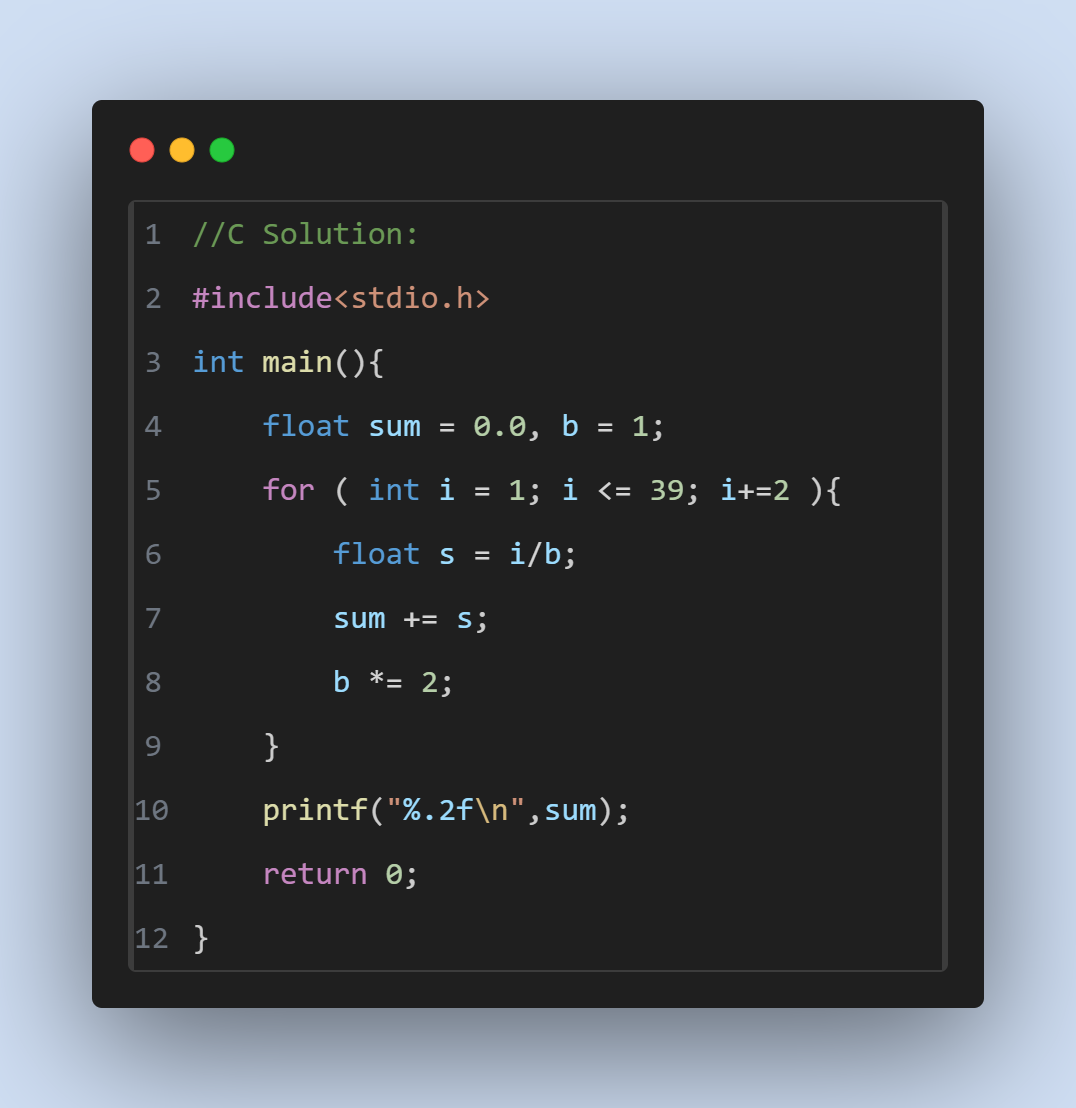 1 //C Solution:
2 #include<stdio.h>
3 int main(){
4     float sum = 0.0, b = 1;
5     for ( int i = 1; i <= 39; i+=2 ){
6         float s = i/b;
7         sum += s;
8         b *= 2;
9     }
10     printf("%.2f\n",sum);
11     return 0;
12 }